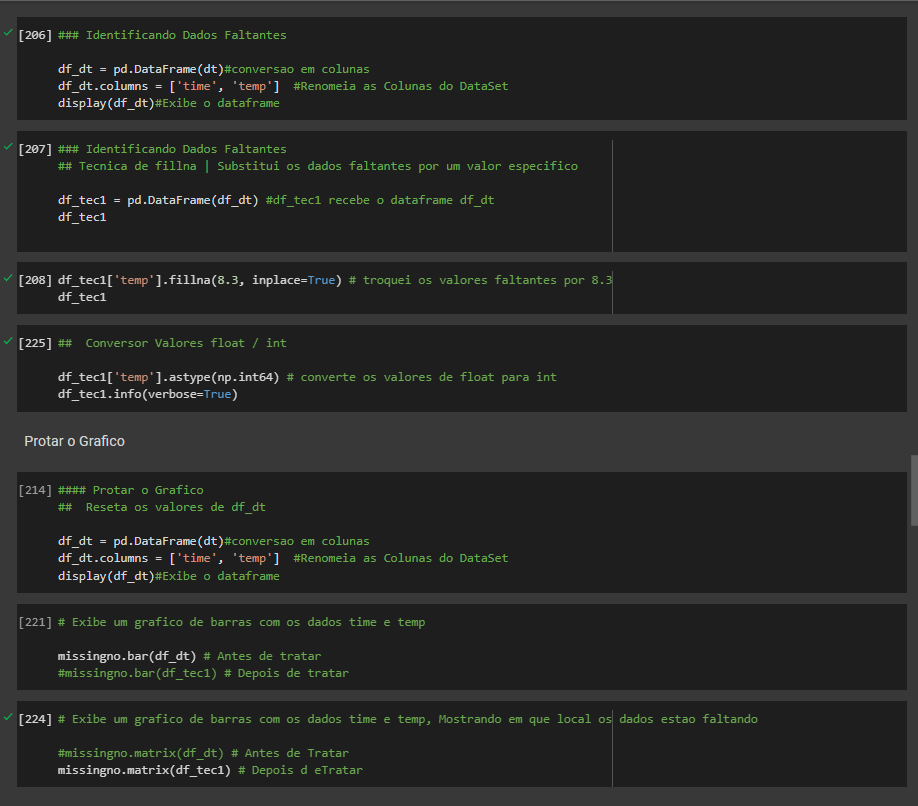 [206] ### Identificando Dados Faltantes
df_dt = pd.DataFrame(dt)#conversao em colunas
df_dt.columns = ['time', 'temp']  #Renomeia as Colunas do DataSet
display(df_dt)#Exibe o dataframe
[207] ### Identificando Dados Faltantes
## Tecnica de fillna | Substitui os dados faltantes por um valor especifico
df_tec1 = pd.DataFrame(df_dt) #df_tec1 recebe o dataframe df_dt
df_tec1
[208] df_tec1['temp'].fillna(8.3, inplace=True) # troquei os valores faltantes por 8.3
df_tec1
[225] ##  Conversor Valores float / int
df_tec1['temp'].astype(np.int64) # converte os valores de float para int
df_tec1.info(verbose=True)
Protar o Grafico
[214] #### Protar o Grafico
##  Reseta os valores de df_dt
df_dt = pd.DataFrame(dt)#conversao em colunas
df_dt.columns = ['time', 'temp']  #Renomeia as Colunas do DataSet
display(df_dt)#Exibe o dataframe
[221] # Exibe um grafico de barras com os dados time e temp
missingno.bar(df_dt) # Antes de tratar
#missingno.bar(df_tec1) # Depois de tratar
[224] # Exibe um grafico de barras com os dados time e temp, Mostrando em que local os dados estao faltando
#missingno.matrix(df_dt) # Antes de Tratar
missingno.matrix(df_tec1) # Depois d eTratar